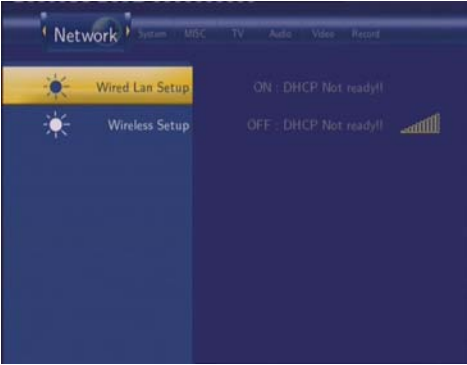 Network System MISC TV Audio Video Record
Wired Lan Setup ON : DHCP Not ready!!
Wireless Setup OFF : DHCP Not ready!!